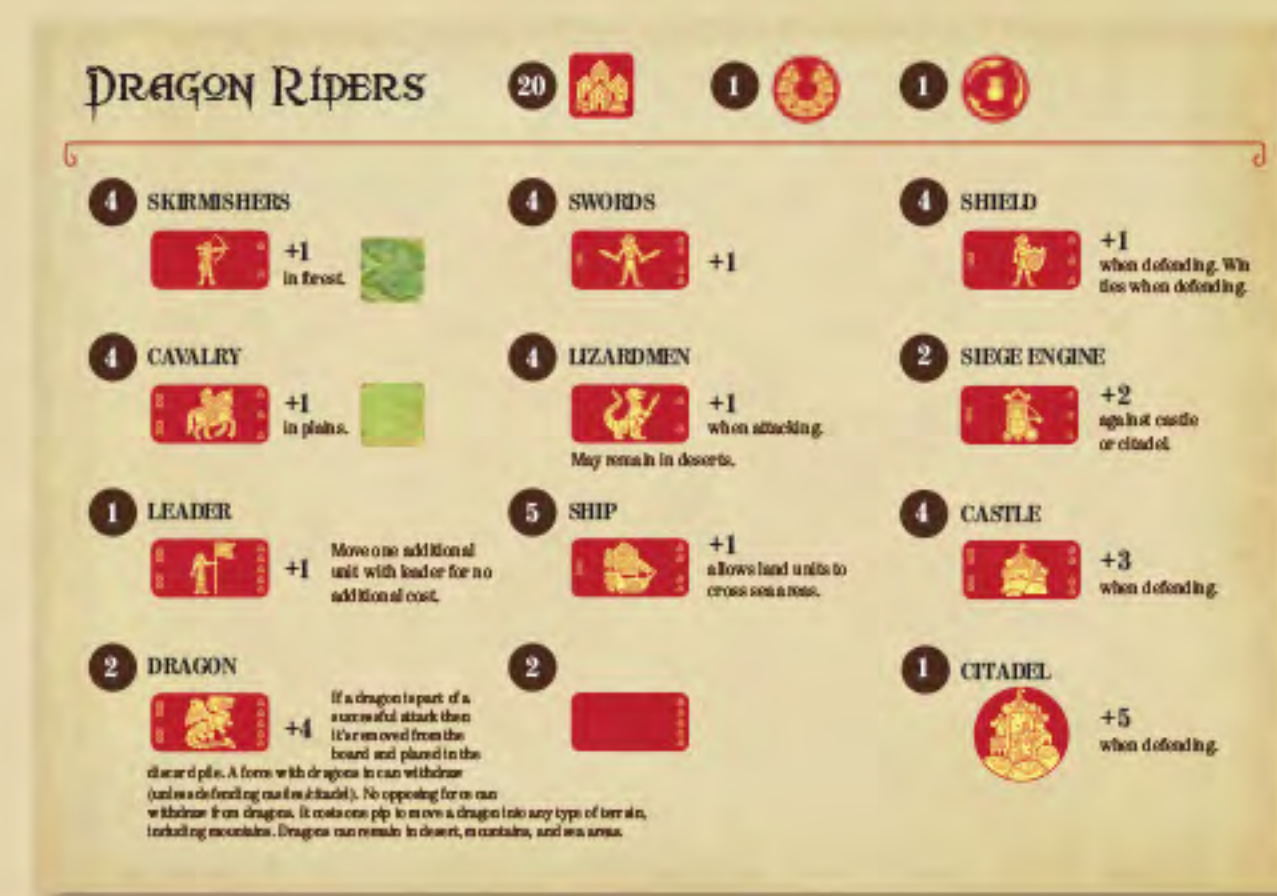 DRAGON RIDERS
20
1
1
4 SKIRMISHERS
+1
in forest.
4 SWORDS
+1
4 SHIELD
+1
when defending. Win
ties when defending.
4 CAVALRY
+1
in plains.
4 LIZARDMEN
+1
when attacking.
May remain in deserts.
2 SIEGE ENGINE
+2
against castle
or citadel.
1 LEADER
+1
Move one additional
unit with leader for no
additional cost.
5 SHIP
+1
allows land units to
cross sea areas.
4 CASTLE
+3
when defending.
2 DRAGON
+4
If a dragon is part of a
successful attack then
it's removed from the
board and placed in the
discard pile. A force with dragons in can withdraw
(unless defending castles/citadel). No opposing force can
withdraw from dragons. It costs one pip to move a dragon into any type of terrain,
including mountains. Dragons can remain in desert, mountains, and sea areas.
2
1 CITADEL
+5
when defending.